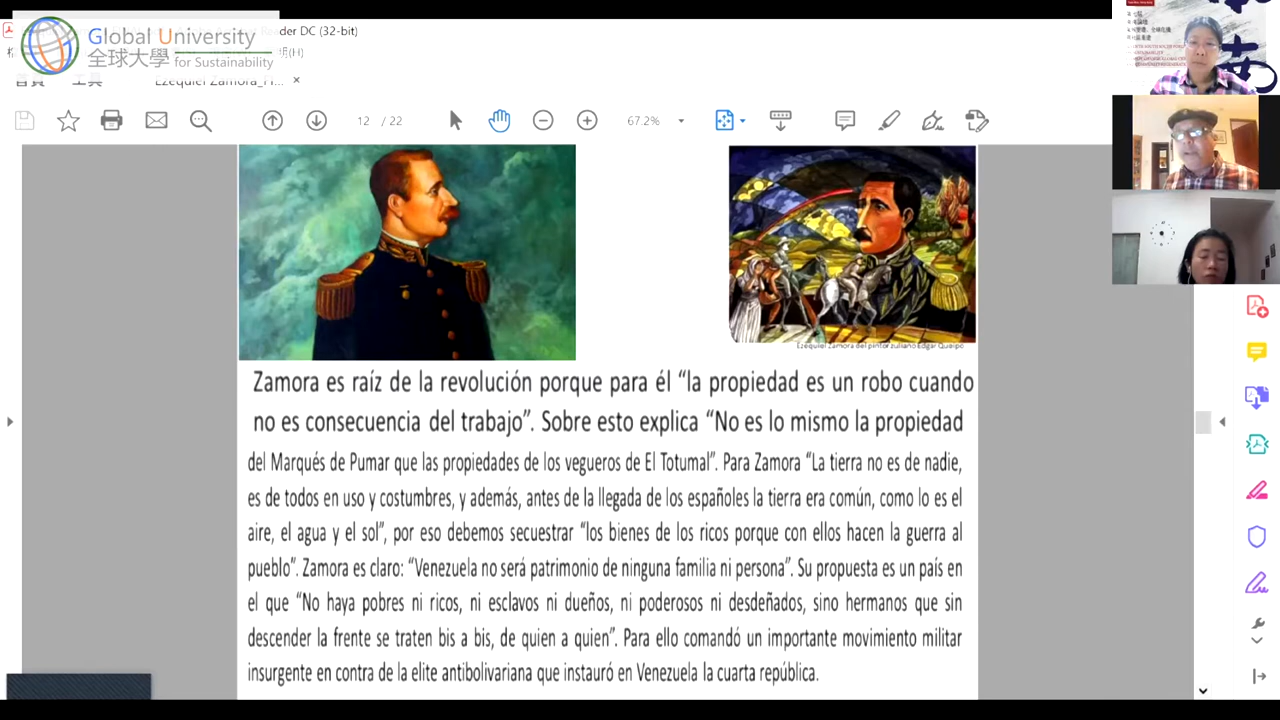 Global University
全球大學 for Sustainability
Reader DC (32-bit)
12 / 22
67.2%
Ezequiel Zamora del pintor zuliano Edgar Queipo
Zamora es raíz de la revolución porque para él “la propiedad es un robo cuando
no es consecuencia del trabajo”. Sobre esto explica “No es lo mismo la propiedad
del Marqués de Pumar que las propiedades de los vegueros de El Totumal”. Para Zamora “La tierra no es de nadie,
es de todos en uso y costumbres, y además, antes de la llegada de los españoles la tierra era común, como lo es el
aire, el agua y el sol”, por eso debemos secuestrar “los bienes de los ricos porque con ellos hacen la guerra al
pueblo”. Zamora es claro: “Venezuela no será patrimonio de ninguna familia ni persona”. Su propuesta es un país en
el que “No haya pobres ni ricos, ni esclavos ni dueños, ni poderosos ni desdeñados, sino hermanos que sin
descender la frente se traten bis a bis, de quien a quien”. Para ello comandó un importante movimiento militar
insurgente en contra de la elite antibolivariana que instauró en Venezuela la cuarta república.